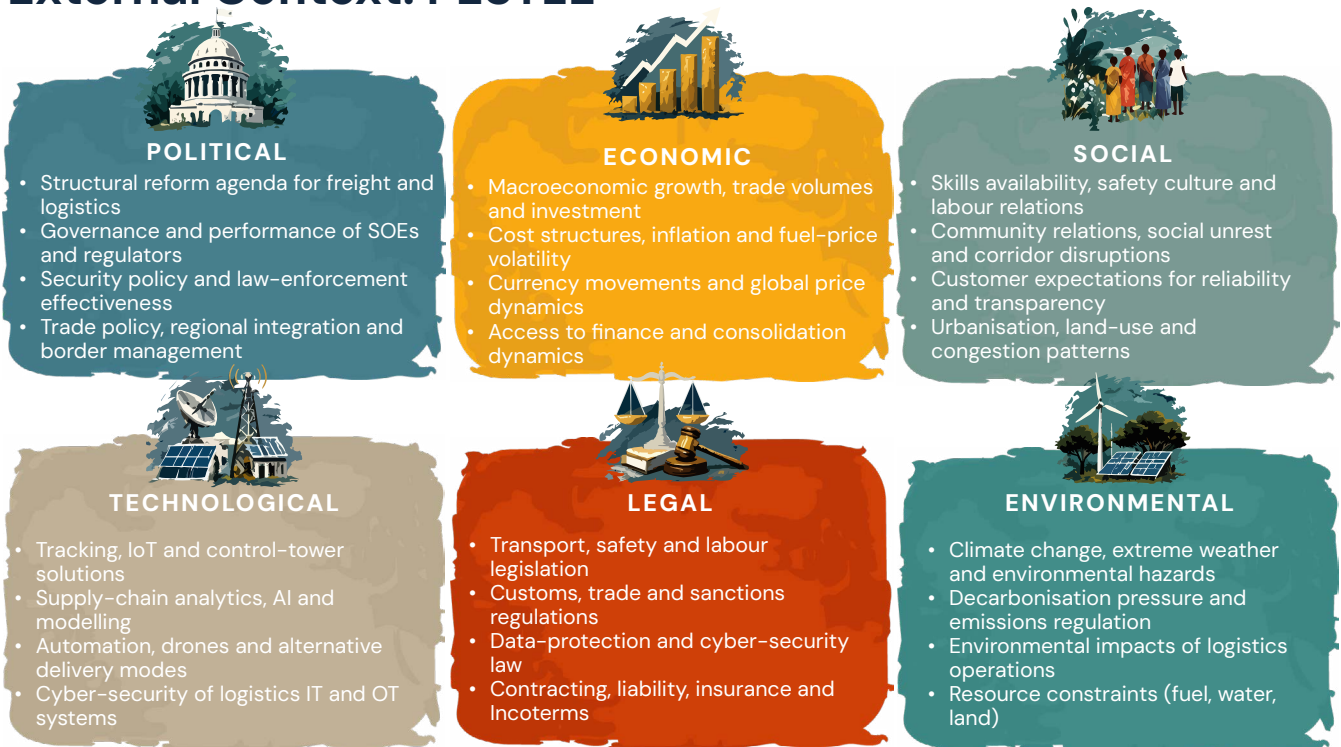 External Context: PESTLE
POLITICAL
• Structural reform agenda for freight and
logistics
• Governance and performance of SOEs
and regulators
• Security policy and law-enforcement
effectiveness
• Trade policy, regional integration and
border management
ECONOMIC
• Macroeconomic growth, trade volumes
and investment
• Cost structures, inflation and fuel-price
volatility
• Currency movements and global price
dynamics
• Access to finance and consolidation
dynamics
SOCIAL
• Skills availability, safety culture and
labour relations
• Community relations, social unrest
and corridor disruptions
• Customer expectations for reliability
and transparency
• Urbanisation, land-use and
congestion patterns
TECHNOLOGICAL
• Tracking, IoT and control-tower
solutions
• Supply-chain analytics, AI and
modelling
• Automation, drones and alternative
delivery modes
• Cyber-security of logistics IT and OT
systems
LEGAL
• Transport, safety and labour
legislation
• Customs, trade and sanctions
regulations
• Data-protection and cyber-security
law
• Contracting, liability, insurance and
Incoterms
ENVIRONMENTAL
• Climate change, extreme weather
and environmental hazards
• Decarbonisation pressure and
emissions regulation
• Environmental impacts of logistics
operations
• Resource constraints (fuel, water,
land)